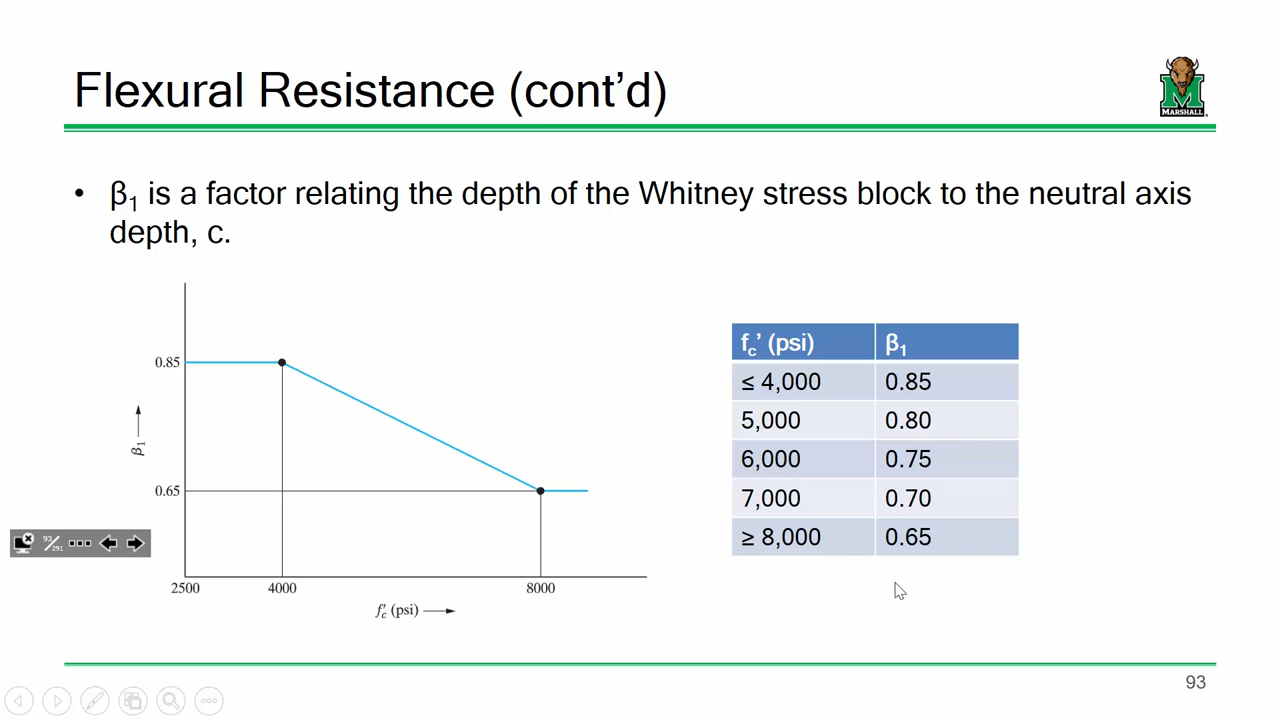 Flexural Resistance (cont’d)
MARSHALL
• β₁ is a factor relating the depth of the Whitney stress block to the neutral axis
depth, c.
0.85
β₁
0.65
2500 4000 8000
f′c (psi)
fc’ (psi) β₁
≤ 4,000 0.85
5,000 0.80
6,000 0.75
7,000 0.70
≥ 8,000 0.65
93/291
93